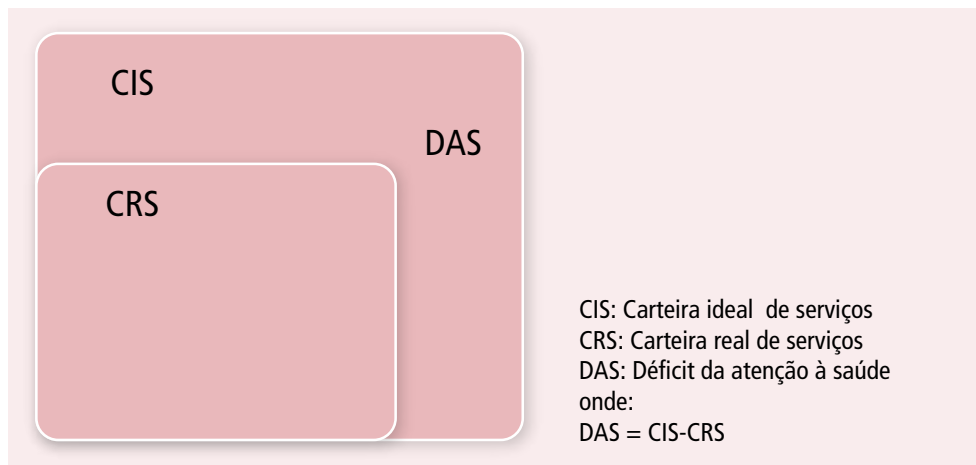 CIS
DAS
CRS
CIS: Carteira ideal de serviços
CRS: Carteira real de serviços
DAS: Déficit da atenção à saúde
onde:
DAS = CIS-CRS